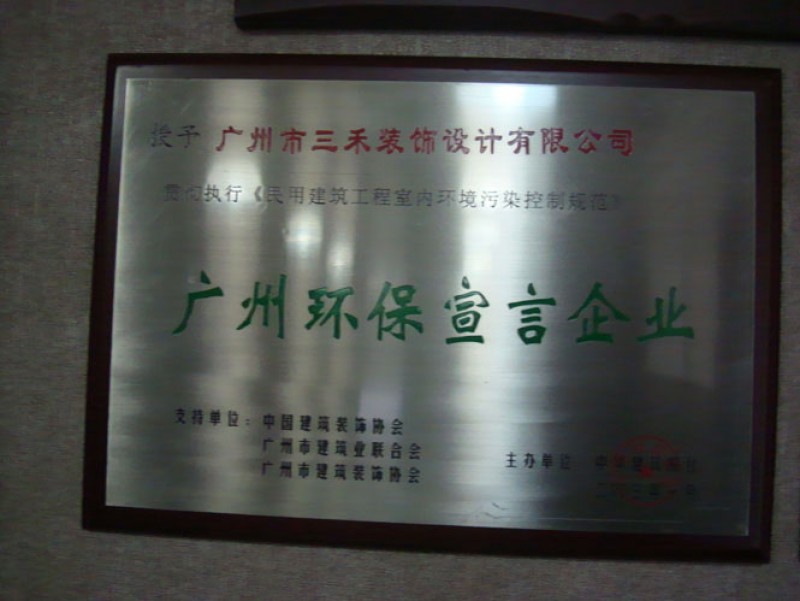 授予 广州市三禾装饰设计有限公司
贯彻执行《民用建筑工程室内环境污染控制规范》
广州环保宣言企业
支持单位：中国建筑装饰协会
广州市建筑业联合会
广州市建筑装饰协会
主办单位：